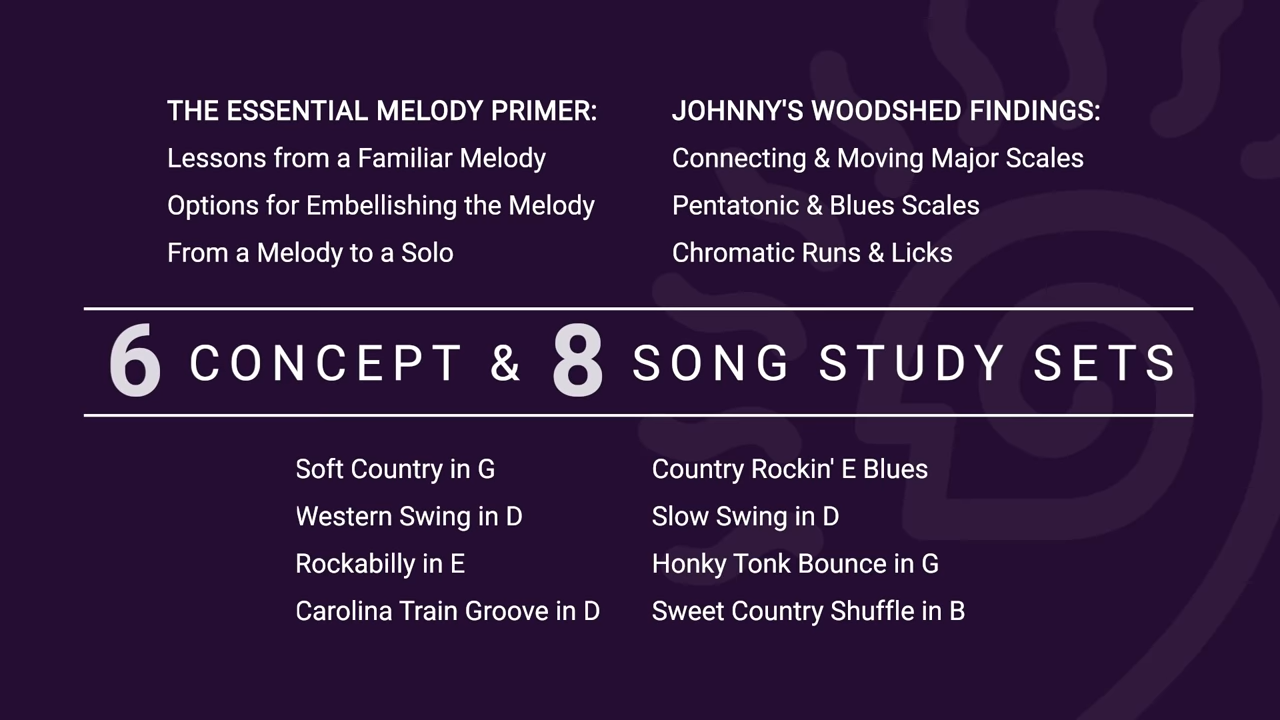 THE ESSENTIAL MELODY PRIMER:
Lessons from a Familiar Melody
Options for Embellishing the Melody
From a Melody to a Solo
JOHNNY'S WOODSHED FINDINGS:
Connecting & Moving Major Scales
Pentatonic & Blues Scales
Chromatic Runs & Licks
6 CONCEPT & 8 SONG STUDY SETS
Soft Country in G
Western Swing in D
Rockabilly in E
Carolina Train Groove in D
Country Rockin' E Blues
Slow Swing in D
Honky Tonk Bounce in G
Sweet Country Shuffle in B